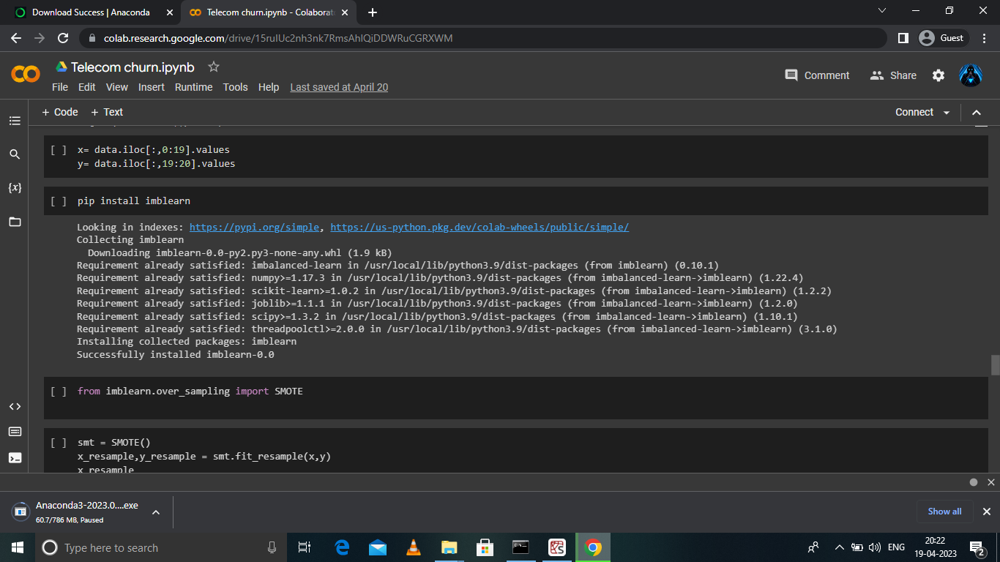 Download Success | Anaconda
Telecom churn.ipynb - Colaborat
colab.research.google.com/drive/15rulUc2nh3nk7RmsAhlQiDDWRuCGRXWM
Guest
Telecom churn.ipynb
Comment
Share
File Edit View Insert Runtime Tools Help Last saved at April 20
+ Code + Text
Connect
[ ] x= data.iloc[:,0:19].values
y= data.iloc[:,19:20].values
[ ] pip install imblearn
Looking in indexes: https://pypi.org/simple, https://us-python.pkg.dev/colab-wheels/public/simple/
Collecting imblearn
Downloading imblearn-0.0-py2.py3-none-any.whl (1.9 kB)
Requirement already satisfied: imbalanced-learn in /usr/local/lib/python3.9/dist-packages (from imblearn) (0.10.1)
Requirement already satisfied: numpy>=1.17.3 in /usr/local/lib/python3.9/dist-packages (from imbalanced-learn->imblearn) (1.22.4)
Requirement already satisfied: scikit-learn>=1.0.2 in /usr/local/lib/python3.9/dist-packages (from imbalanced-learn->imblearn) (1.2.2)
Requirement already satisfied: joblib>=1.1.1 in /usr/local/lib/python3.9/dist-packages (from imbalanced-learn->imblearn) (1.2.0)
Requirement already satisfied: scipy>=1.3.2 in /usr/local/lib/python3.9/dist-packages (from imbalanced-learn->imblearn) (1.10.1)
Requirement already satisfied: threadpoolctl>=2.0.0 in /usr/local/lib/python3.9/dist-packages (from imbalanced-learn->imblearn) (3.1.0)
Installing collected packages: imblearn
Successfully installed imblearn-0.0
[ ] from imblearn.over_sampling import SMOTE
[ ] smt = SMOTE()
x_resample,y_resample = smt.fit_resample(x,y)
x_resample
{x}
Anaconda3-2023.0....exe
60.7/786 MB, Paused
Show all
Type here to search
ENG
20:22
19-04-2023
2